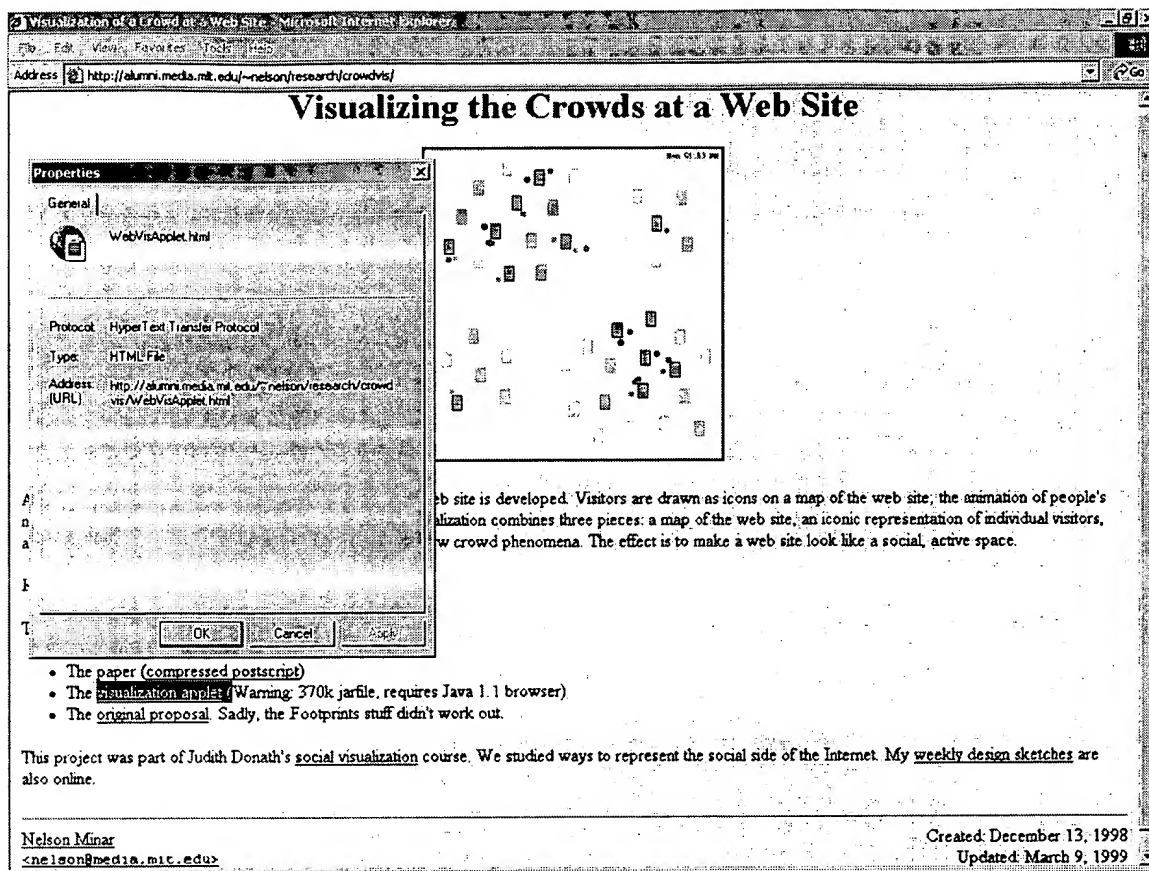 Visualization of a Crowd at a Web Site - Microsoft Internet Explorer
File Edit View Favorites Tools Help
Address http://alumni.media.mit.edu/~nelson/research/crowdvis/ Go
Visualizing the Crowds at a Web Site
Properties
General
WebVisApplet.html
Protocol: HyperText Transfer Protocol
Type: HTML File
Address: http://alumni.media.mit.edu/~nelson/research/crowd
(URL) vis/WebVisApplet.html
A
eb site is developed. Visitors are drawn as icons on a map of the web site; the animation of people's
alization combines three pieces: a map of the web site, an iconic representation of individual visitors,
a
w crowd phenomena. The effect is to make a web site look like a social, active space.
T
OK Cancel Apply
• The paper (compressed postscript)
• The visualization applet (Warning: 370k jarfile, requires Java 1.1 browser)
• The original proposal. Sadly, the Footprints stuff didn't work out.
This project was part of Judith Donath's social visualization course. We studied ways to represent the social side of the Internet. My weekly design sketches are
also online.
Nelson Minar Created: December 13, 1998
<nelson@media.mit.edu> Updated: March 9, 1999